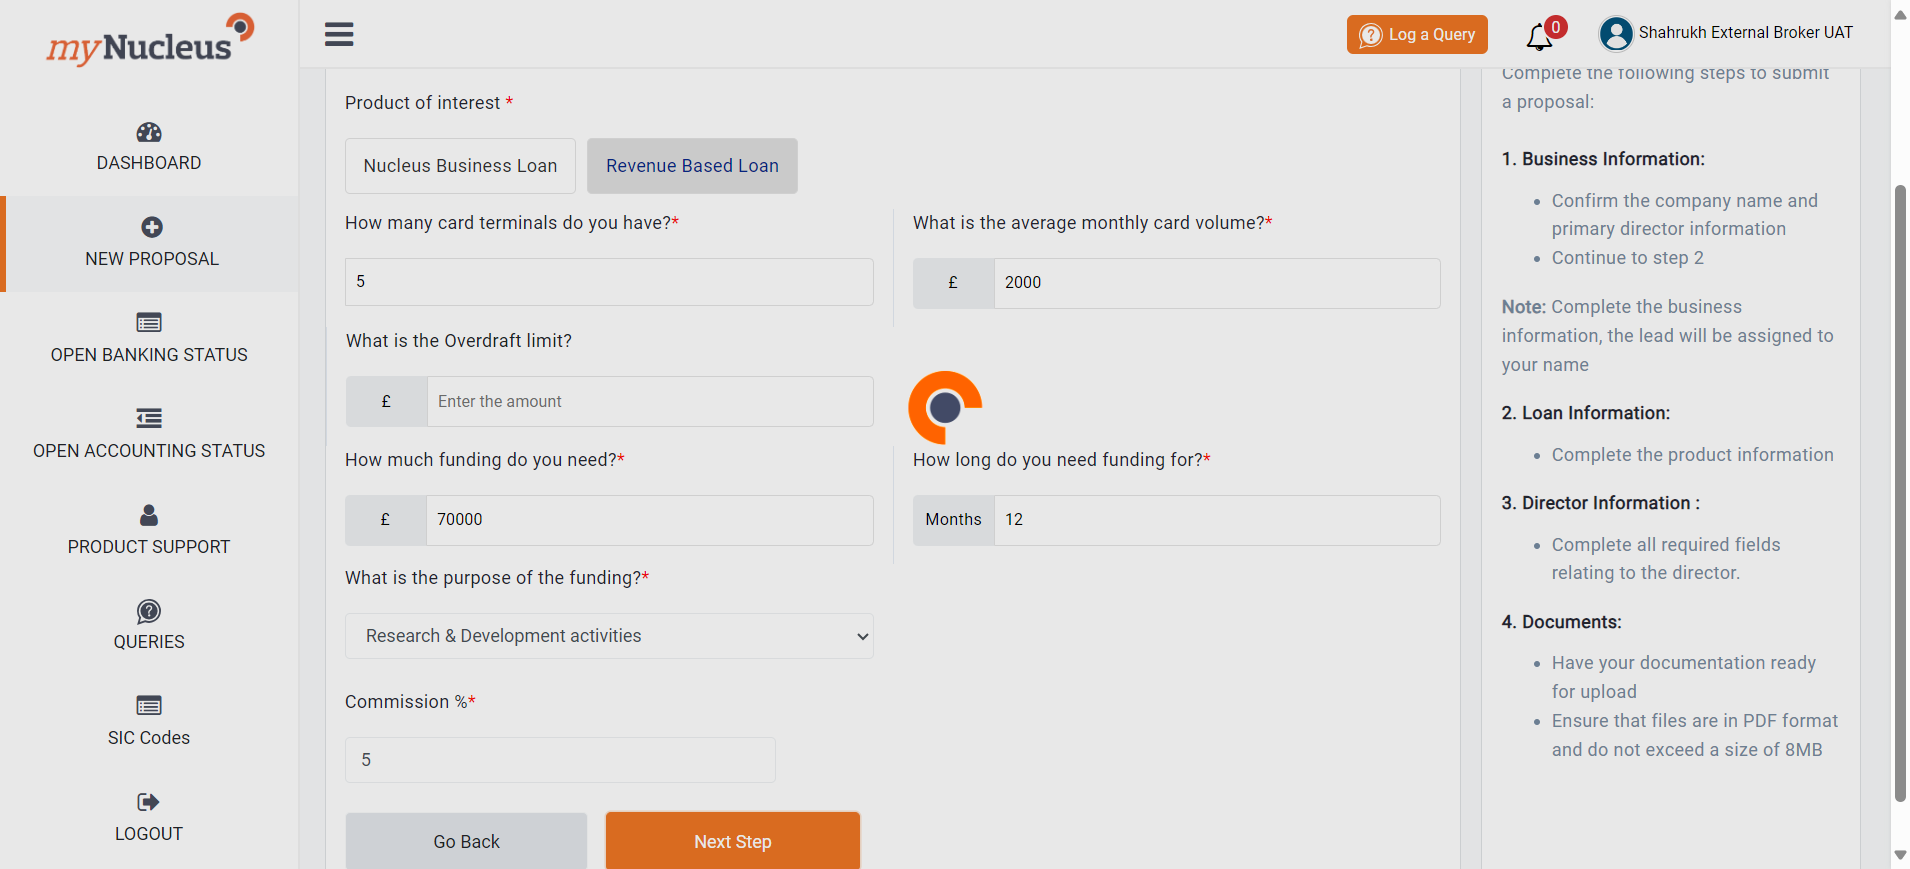 myNucleus
Log a Query
0
Shahrukh External Broker UAT
DASHBOARD
NEW PROPOSAL
OPEN BANKING STATUS
OPEN ACCOUNTING STATUS
PRODUCT SUPPORT
QUERIES
SIC Codes
LOGOUT
Product of interest *
Nucleus Business Loan
Revenue Based Loan
How many card terminals do you have?*
What is the average monthly card volume?*
5
£
2000
What is the Overdraft limit?
£
Enter the amount
How much funding do you need?*
How long do you need funding for?*
£
70000
Months
12
What is the purpose of the funding?*
Research & Development activities
Commission %*
5
Go Back
Next Step
Complete the following steps to submit
a proposal:
1. Business Information:
Confirm the company name and
primary director information
Continue to step 2
Note: Complete the business
information, the lead will be assigned to
your name
2. Loan Information:
Complete the product information
3. Director Information :
Complete all required fields
relating to the director.
4. Documents:
Have your documentation ready
for upload
Ensure that files are in PDF format
and do not exceed a size of 8MB